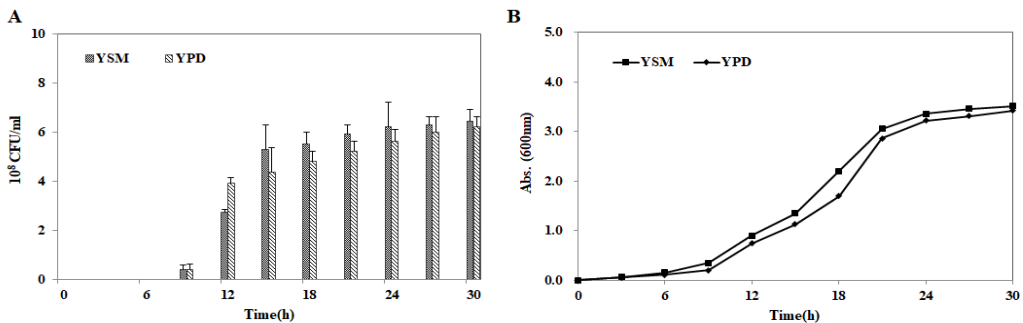 A
10
8
6
4
2
0
YSM YPD
10⁸ CFU/ml
0 6 12 18 24 30
Time(h)
B
5.0
4.0
3.0
2.0
1.0
0.0
YSM YPD
Abs. (600nm)
0 6 12 18 24 30
Time(h)